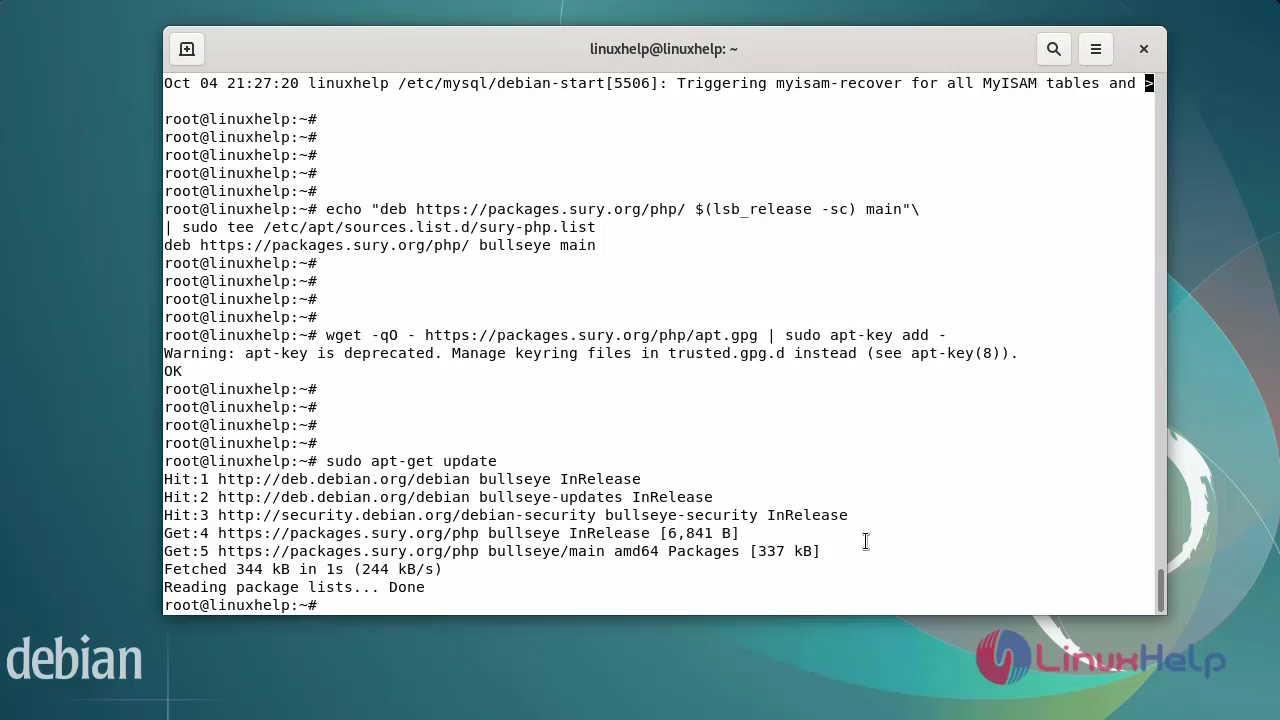 linuxhelp@linuxhelp: ~
Oct 04 21:27:20 linuxhelp /etc/mysql/debian-start[5506]: Triggering myisam-recover for all MyISAM tables and >
root@linuxhelp:~#
root@linuxhelp:~#
root@linuxhelp:~#
root@linuxhelp:~#
root@linuxhelp:~#
root@linuxhelp:~# echo "deb https://packages.sury.org/php/ $(lsb_release -sc) main"\
| sudo tee /etc/apt/sources.list.d/sury-php.list
deb https://packages.sury.org/php/ bullseye main
root@linuxhelp:~#
root@linuxhelp:~#
root@linuxhelp:~#
root@linuxhelp:~#
root@linuxhelp:~# wget -qO - https://packages.sury.org/php/apt.gpg | sudo apt-key add -
Warning: apt-key is deprecated. Manage keyring files in trusted.gpg.d instead (see apt-key(8)).
OK
root@linuxhelp:~#
root@linuxhelp:~#
root@linuxhelp:~#
root@linuxhelp:~#
root@linuxhelp:~# sudo apt-get update
Hit:1 http://deb.debian.org/debian bullseye InRelease
Hit:2 http://deb.debian.org/debian bullseye-updates InRelease
Hit:3 http://security.debian.org/debian-security bullseye-security InRelease
Get:4 https://packages.sury.org/php bullseye InRelease [6,841 B]
Get:5 https://packages.sury.org/php bullseye/main amd64 Packages [337 kB]
Fetched 344 kB in 1s (244 kB/s)
Reading package lists... Done
root@linuxhelp:~#
debian
LinuxHelp